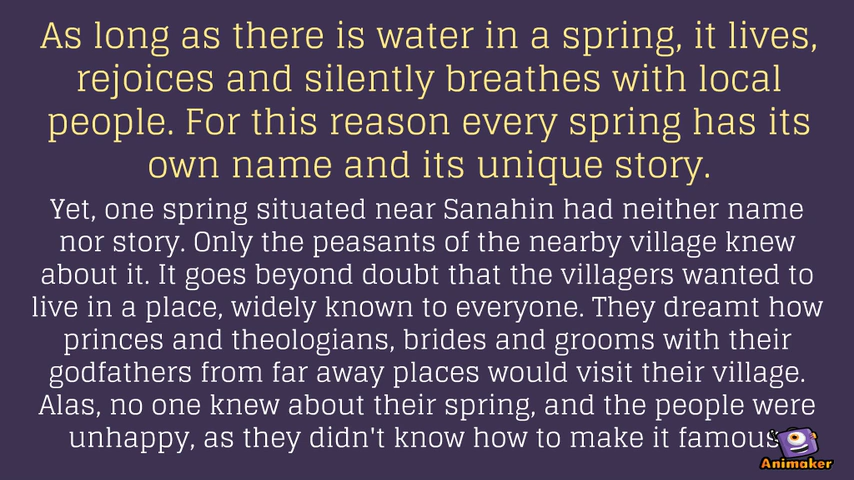 As long as there is water in a spring, it lives,
rejoices and silently breathes with local
people. For this reason every spring has its
own name and its unique story.
Yet, one spring situated near Sanahin had neither name
nor story. Only the peasants of the nearby village knew
about it. It goes beyond doubt that the villagers wanted to
live in a place, widely known to everyone. They dreamt how
princes and theologians, brides and grooms with their
godfathers from far away places would visit their village.
Alas, no one knew about their spring, and the people were
unhappy, as they didn't know how to make it famous
Animaker